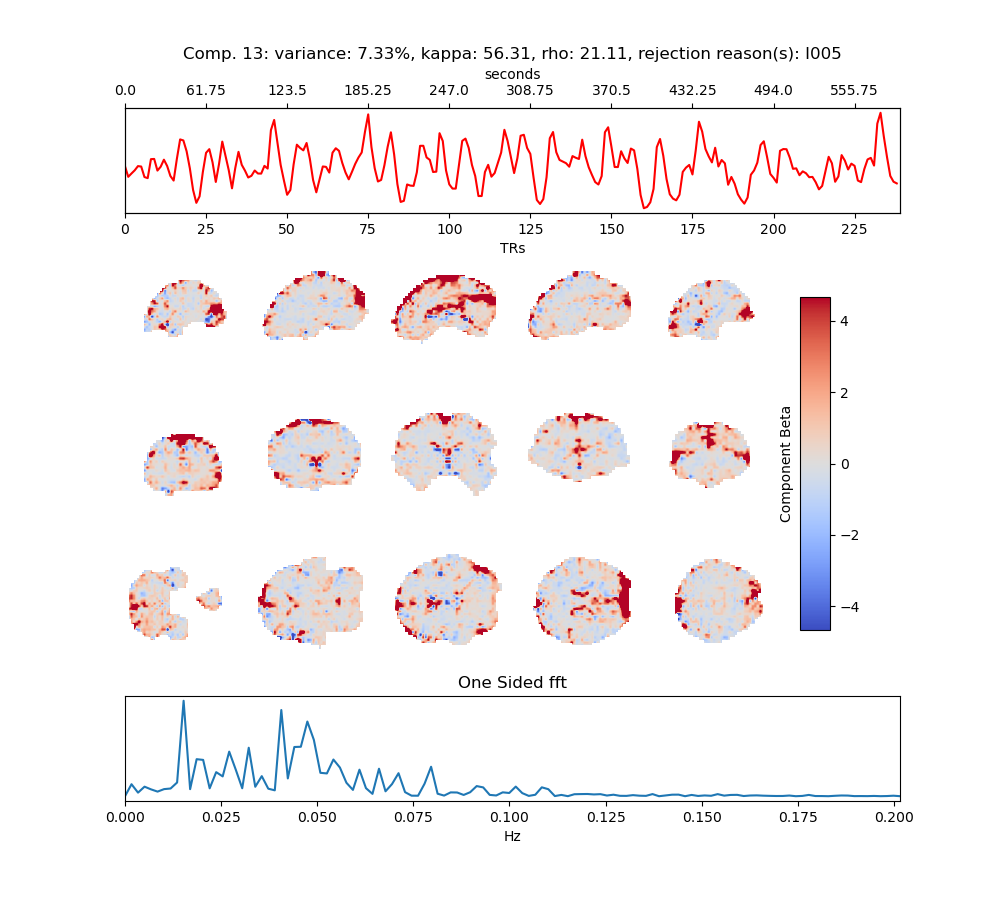 Comp. 13: variance: 7.33%, kappa: 56.31, rho: 21.11, rejection reason(s): I005
seconds
0.0 61.75 123.5 185.25 247.0 308.75 370.5 432.25 494.0 555.75
0 25 50 75 100 125 150 175 200 225
TRs
4
2
0
−2
−4
Component Beta
One Sided fft
0.000 0.025 0.050 0.075 0.100 0.125 0.150 0.175 0.200
Hz